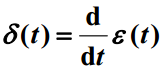 δ(t) = d/dt ε(t)